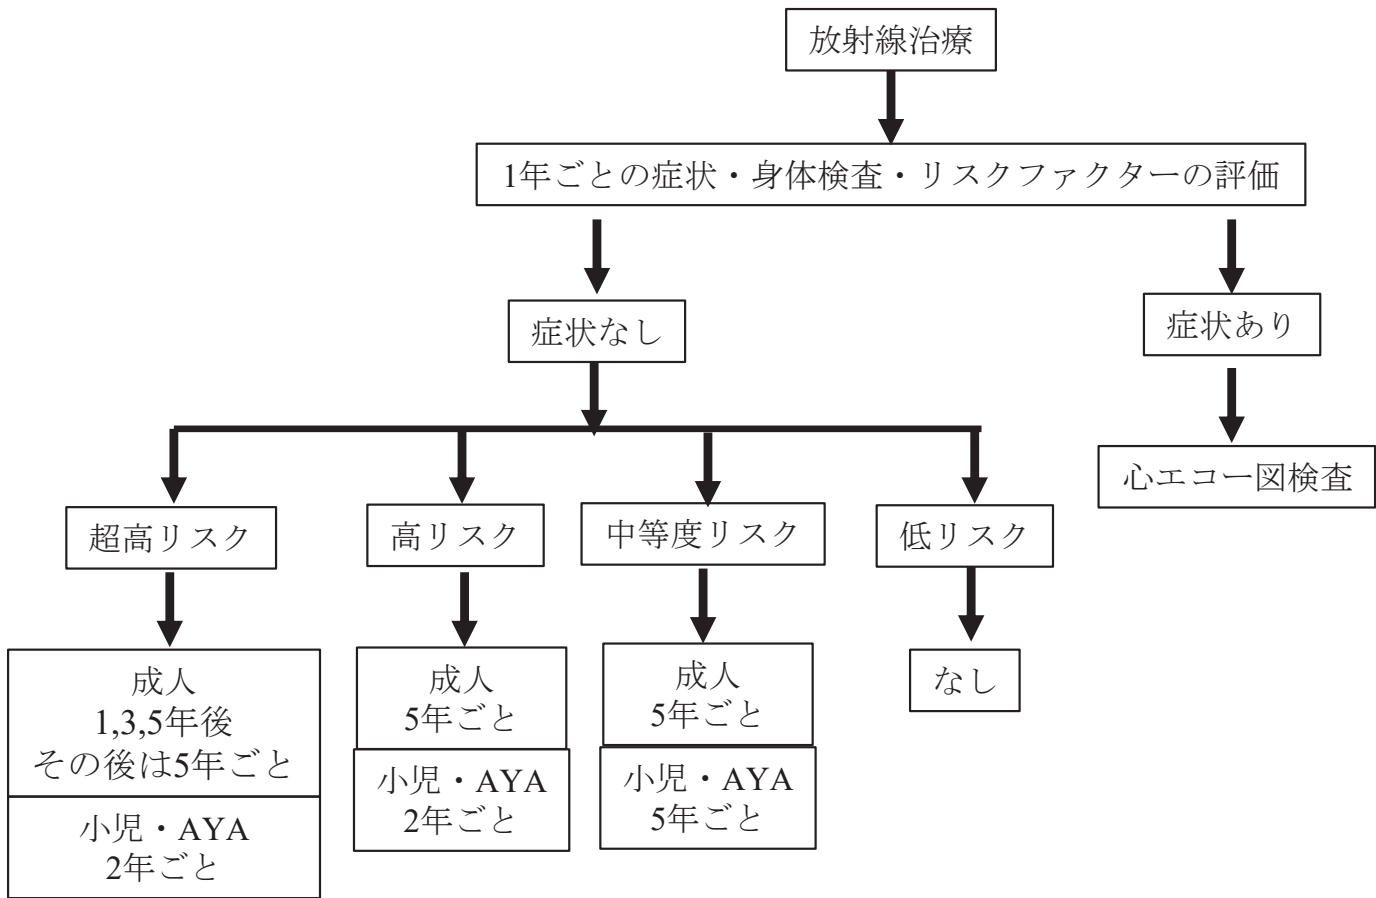 放射線治療
1年ごとの症状・身体検査・リスクファクターの評価
症状なし
症状あり
心エコー図検査
超高リスク
高リスク
中等度リスク
低リスク
成人
1,3,5年後
その後は5年ごと
小児・AYA
2年ごと
成人
5年ごと
小児・AYA
2年ごと
成人
5年ごと
小児・AYA
5年ごと
なし